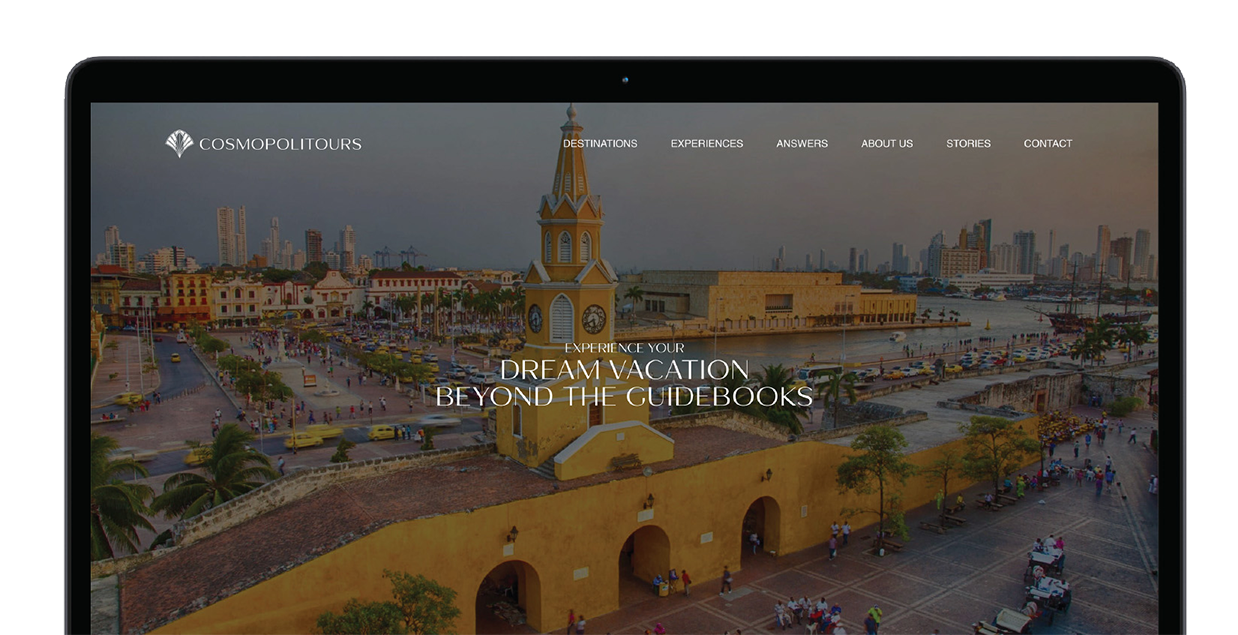 COSMOPOLITOURS
DESTINATIONS
EXPERIENCES
ANSWERS
ABOUT US
STORIES
CONTACT
EXPERIENCE YOUR
DREAM VACATION
BEYOND THE GUIDEBOOKS